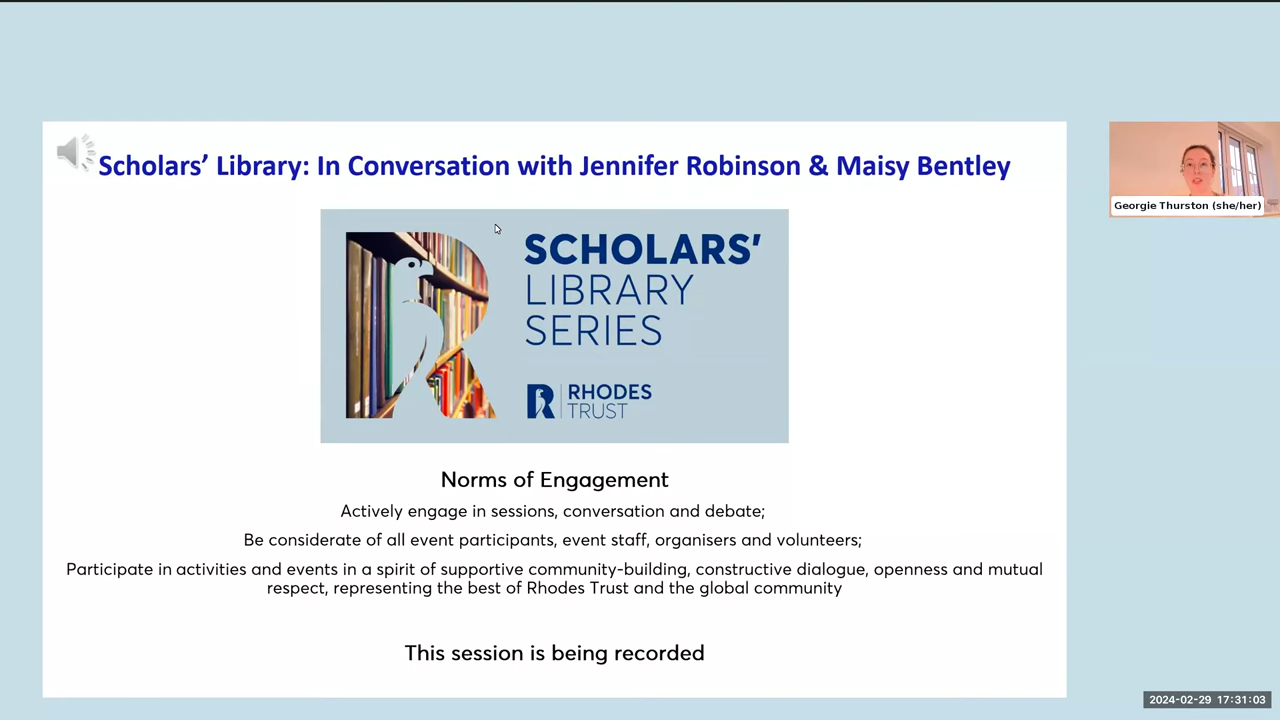 Scholars’ Library: In Conversation with Jennifer Robinson & Maisy Bentley
SCHOLARS’
LIBRARY
SERIES
RHODES
TRUST
Norms of Engagement
Actively engage in sessions, conversation and debate;
Be considerate of all event participants, event staff, organisers and volunteers;
Participate in activities and events in a spirit of supportive community-building, constructive dialogue, openness and mutual
respect, representing the best of Rhodes Trust and the global community
This session is being recorded
Georgie Thurston (she/her)
2024-02-29 17:31:03